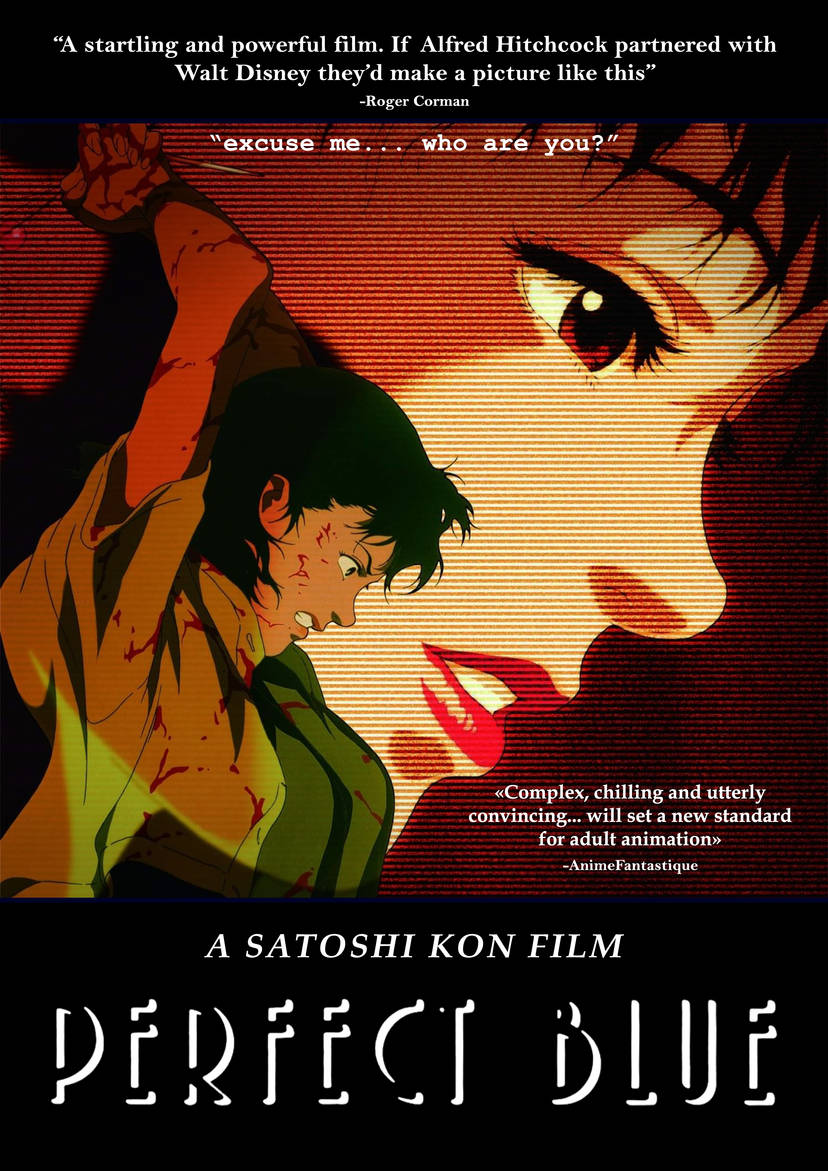 “A startling and powerful film. If Alfred Hitchcock partnered with
Walt Disney they’d make a picture like this”
-Roger Corman
“excuse me... who are you?”
«Complex, chilling and utterly
convincing... will set a new standard
for adult animation»
-AnimeFantastique
A SATOSHI KON FILM
PERFECT BLUE